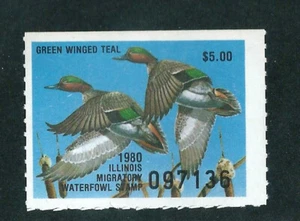 GREEN WINGED TEAL
$5.00
1980
ILLINOIS
MIGRATORY
WATERFOWL STAMP
097136